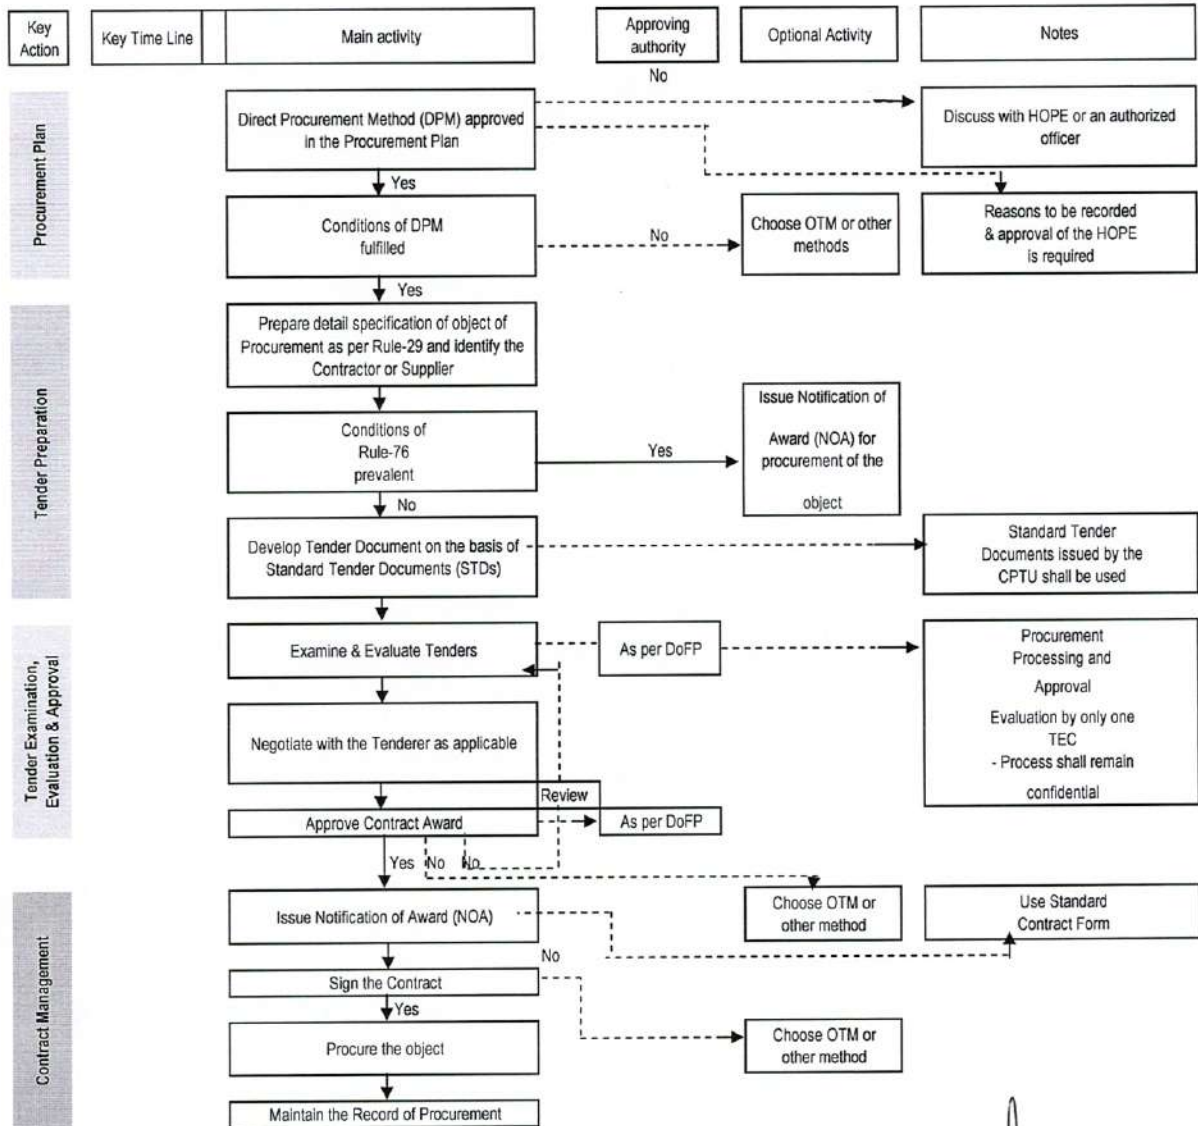 Key
Action
Key Time Line
Main activity
Approving
authority
Optional Activity
Notes
No
Procurement Plan
Direct Procurement Method (DPM) approved
in the Procurement Plan
Discuss with HOPE or an authorized
officer
Yes
Conditions of DPM
fulfilled
No
Choose OTM or other
methods
Reasons to be recorded
& approval of the HOPE
is required
Yes
Tender Preparation
Prepare detail specification of object of
Procurement as per Rule-29 and identify the
Contractor or Supplier
Conditions of
Rule-76
prevalent
Yes
Issue Notification of
Award (NOA) for
procurement of the
object
No
Develop Tender Document on the basis of
Standard Tender Documents (STDs)
Standard Tender
Documents issued by the
CPTU shall be used
Tender Examination,
Evaluation & Approval
Examine & Evaluate Tenders
As per DoFP
Procurement
Processing and
Approval
Evaluation by only one
TEC
- Process shall remain
confidential
Negotiate with the Tenderer as applicable
Review
Approve Contract Award
As per DoFP
Yes
No
No
Contract Management
Issue Notification of Award (NOA)
Choose OTM or
other method
Use Standard
Contract Form
No
Sign the Contract
Yes
Procure the object
Choose OTM or
other method
Maintain the Record of Procurement